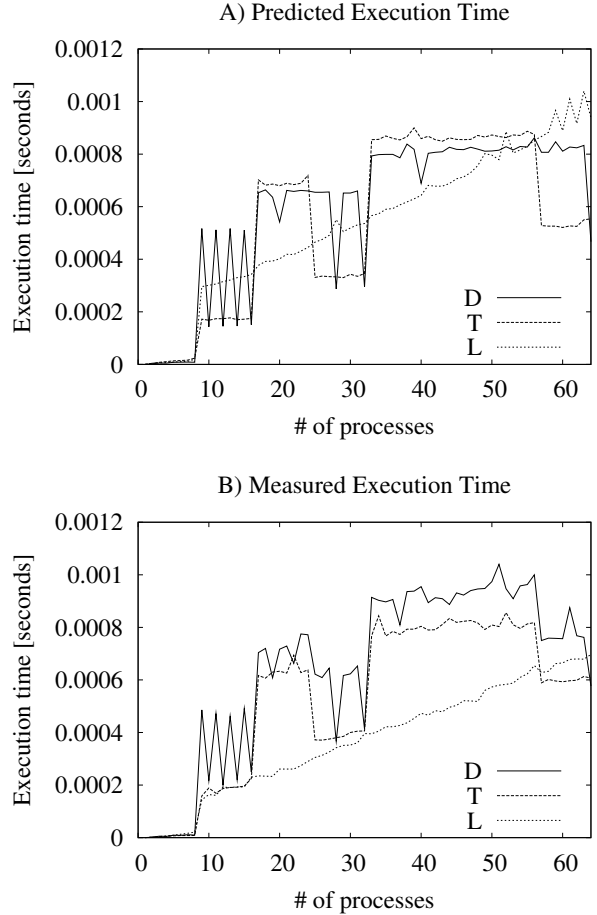 A) Predicted Execution Time
0.0012
0.001
0.0008
0.0006
0.0004
0.0002
0
Execution time [seconds]
D
T
L
0 10 20 30 40 50 60
# of processes
B) Measured Execution Time
0.0012
0.001
0.0008
0.0006
0.0004
0.0002
0
Execution time [seconds]
D
T
L
0 10 20 30 40 50 60
# of processes